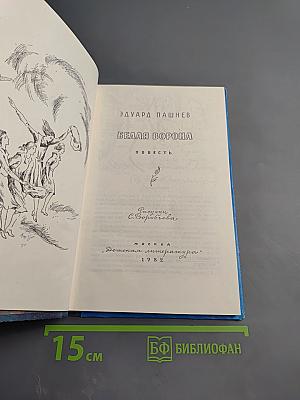 ЭДУАРД ПАШНЕВ
БЕЛАЯ ВОРОНА
ПОВЕСТЬ
Рисунки
С. Воробьева
МОСКВА
„Детская литература“
1982
15 см
БФ БИБЛИОФАН